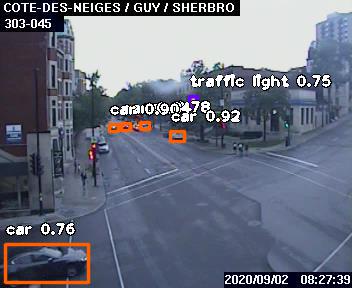 COTE-DES-NEIGES / GUY / SHERBRO
303-045
traffic light 0.75
car 0.92
car 0.76
2020/09/02 08:27:39